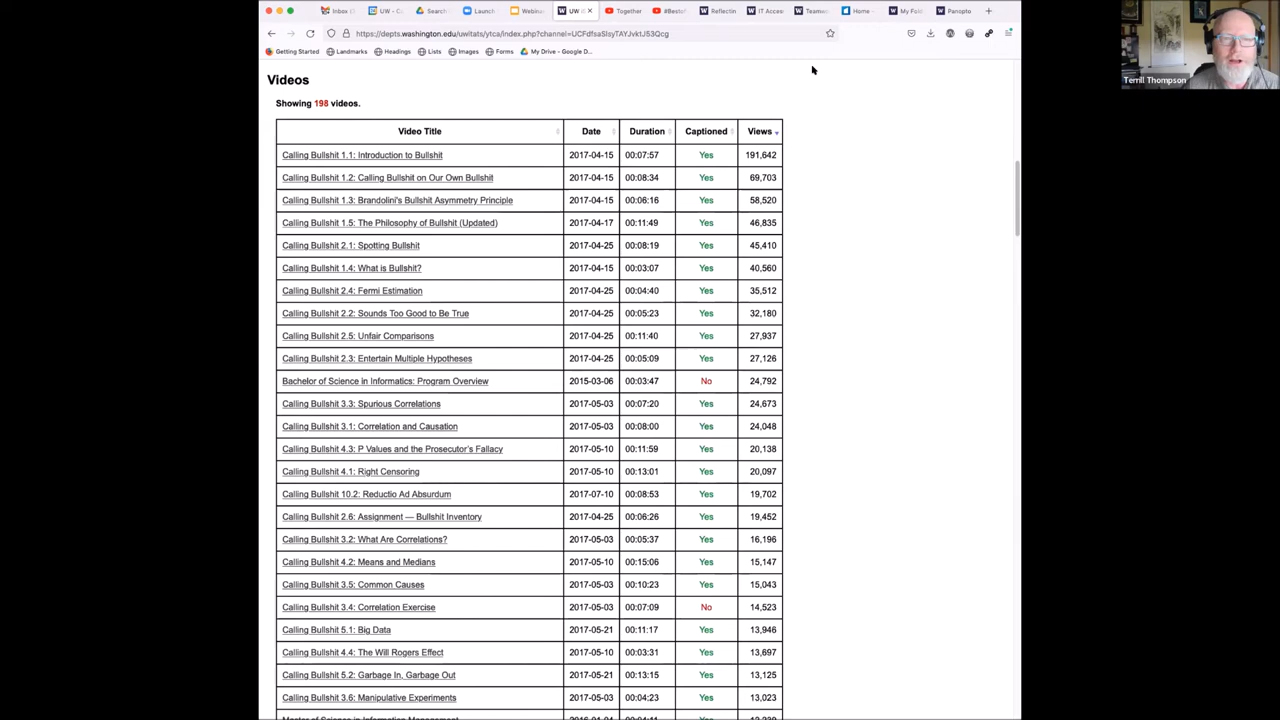 Inbox (
UW - C
Search
Launch
Webina
UW
Together
#Bestof
Reflectin
IT Acces
Teamwo
Home -
My Fold
Panopto
https://depts.washington.edu/uwitats/ytca/index.php?channel=UCFdfsaSlsyTAYJvktJ53Qcg
Getting Started Landmarks Headings Lists Images Forms My Drive - Google D...
Terrill Thompson
Videos
Showing 198 videos.
Video Title Date Duration Captioned Views
Calling Bullshit 1.1: Introduction to Bullshit 2017-04-15 00:07:57 Yes 191,642
Calling Bullshit 1.2: Calling Bullshit on Our Own Bullshit 2017-04-15 00:08:34 Yes 69,703
Calling Bullshit 1.3: Brandolini's Bullshit Asymmetry Principle 2017-04-15 00:06:16 Yes 58,520
Calling Bullshit 1.5: The Philosophy of Bullshit (Updated) 2017-04-17 00:11:49 Yes 46,835
Calling Bullshit 2.1: Spotting Bullshit 2017-04-25 00:08:19 Yes 45,410
Calling Bullshit 1.4: What is Bullshit? 2017-04-15 00:03:07 Yes 40,560
Calling Bullshit 2.4: Fermi Estimation 2017-04-25 00:04:40 Yes 35,512
Calling Bullshit 2.2: Sounds Too Good to Be True 2017-04-25 00:05:23 Yes 32,180
Calling Bullshit 2.5: Unfair Comparisons 2017-04-25 00:11:40 Yes 27,937
Calling Bullshit 2.3: Entertain Multiple Hypotheses 2017-04-25 00:05:09 Yes 27,126
Bachelor of Science in Informatics: Program Overview 2015-03-06 00:03:47 No 24,792
Calling Bullshit 3.3: Spurious Correlations 2017-05-03 00:07:20 Yes 24,673
Calling Bullshit 3.1: Correlation and Causation 2017-05-03 00:08:00 Yes 24,048
Calling Bullshit 4.3: P Values and the Prosecutor's Fallacy 2017-05-10 00:11:59 Yes 20,138
Calling Bullshit 4.1: Right Censoring 2017-05-10 00:13:01 Yes 20,097
Calling Bullshit 10.2: Reductio Ad Absurdum 2017-07-10 00:08:53 Yes 19,702
Calling Bullshit 2.6: Assignment — Bullshit Inventory 2017-04-25 00:06:26 Yes 19,452
Calling Bullshit 3.2: What Are Correlations? 2017-05-03 00:05:37 Yes 16,196
Calling Bullshit 4.2: Means and Medians 2017-05-10 00:15:06 Yes 15,147
Calling Bullshit 3.5: Common Causes 2017-05-03 00:10:23 Yes 15,043
Calling Bullshit 3.4: Correlation Exercise 2017-05-03 00:07:09 No 14,523
Calling Bullshit 5.1: Big Data 2017-05-21 00:11:17 Yes 13,946
Calling Bullshit 4.4: The Will Rogers Effect 2017-05-10 00:03:31 Yes 13,697
Calling Bullshit 5.2: Garbage In, Garbage Out 2017-05-21 00:13:15 Yes 13,125
Calling Bullshit 3.6: Manipulative Experiments 2017-05-03 00:04:23 Yes 13,023